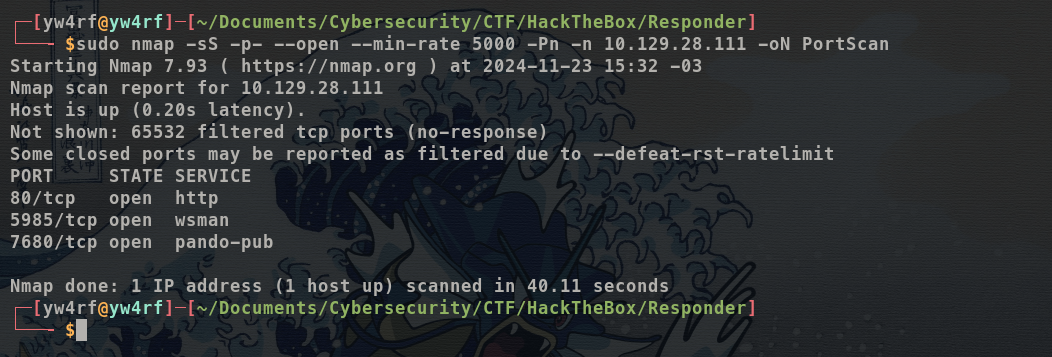 ┌─[yw4rf@yw4rf]─[~/Documents/Cybersecurity/CTF/HackTheBox/Responder]
└──╼ $sudo nmap -sS -p- --open --min-rate 5000 -Pn -n 10.129.28.111 -oN PortScan
Starting Nmap 7.93 ( https://nmap.org ) at 2024-11-23 15:32 -03
Nmap scan report for 10.129.28.111
Host is up (0.20s latency).
Not shown: 65532 filtered tcp ports (no-response)
Some closed ports may be reported as filtered due to --defeat-rst-ratelimit
PORT     STATE SERVICE
80/tcp   open  http
5985/tcp open  wsman
7680/tcp open  pando-pub
Nmap done: 1 IP address (1 host up) scanned in 40.11 seconds
┌─[yw4rf@yw4rf]─[~/Documents/Cybersecurity/CTF/HackTheBox/Responder]
└──╼ $